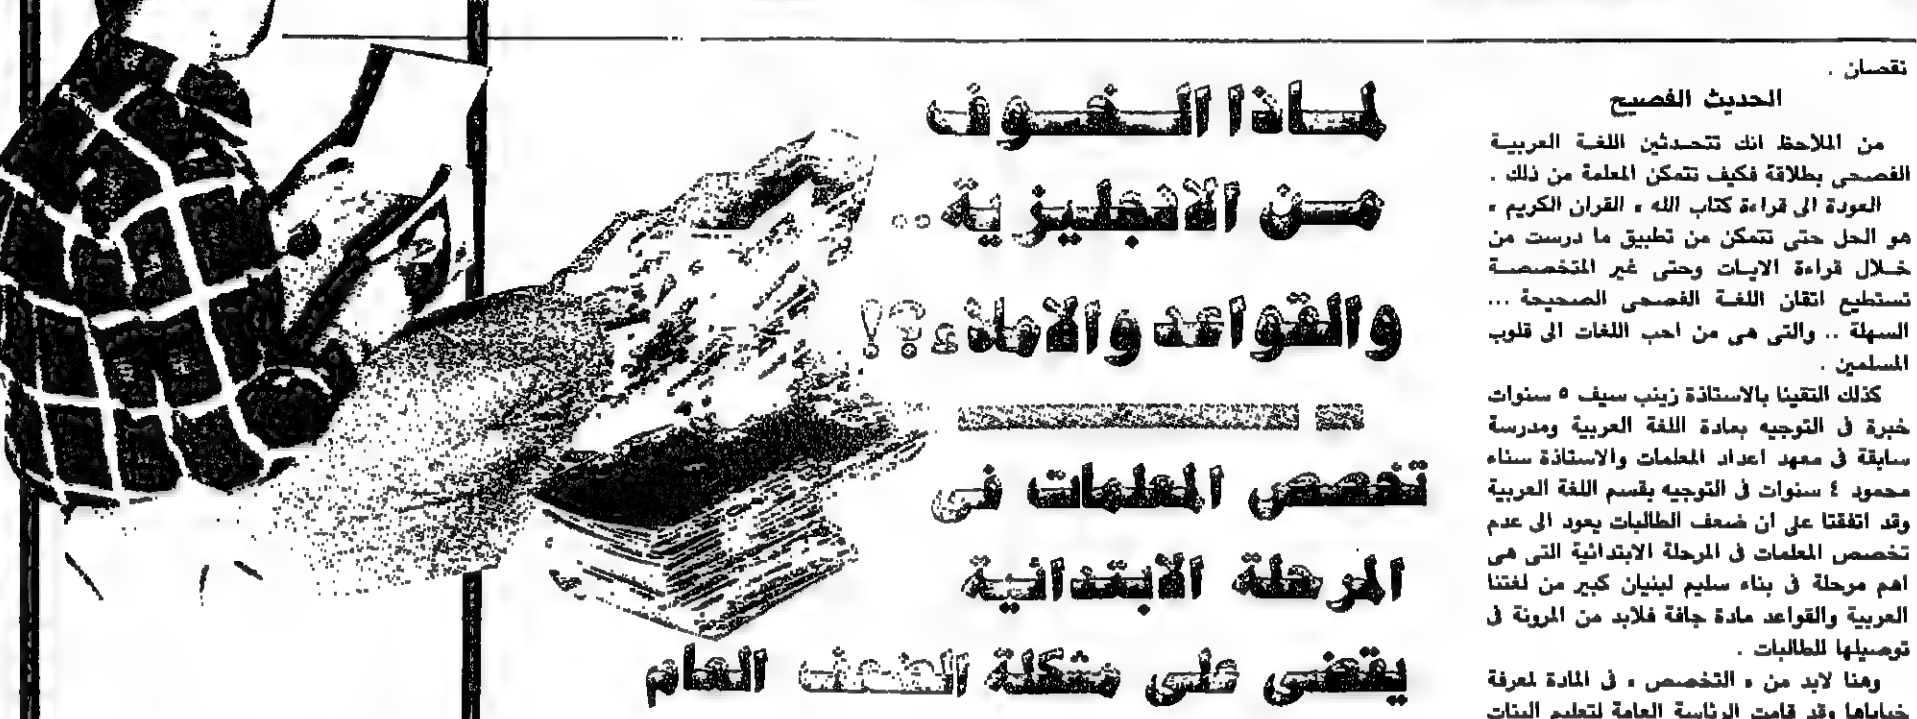 نقصان .
الحديث الفصيح
من الملاحظ انك تتحدثين اللغة العربية
الفصحى بطلاقة فكيف تتمكن المعلمة من ذلك .
العودة الى قراءة كتاب الله « القران الكريم »
هو الحل حتى تتمكن من تطبيق ما درست من
خلال قراءة الايات وحتى غير المتخصصة
تستطيع اتقان اللغة الفصحى الصحيحة ...
السهلة .. والتى هى من احب اللغات الى قلوب
المسلمين .
كذلك التقينا بالاستاذة زينب سيف ٥ سنوات
خبرة فى التوجيه بمادة اللغة العربية ومدرسة
سابقة فى معهد اعداد المعلمات والاستاذة سناء
محمود ٤ سنوات فى التوجيه بقسم اللغة العربية
وقد اتفقتا على ان ضعف الطالبات يعود الى عدم
تخصص المعلمات فى المرحلة الابتدائية التى هى
اهم مرحلة فى بناء سليم لبنيان كبير من لغتنا
العربية والقواعد مادة جافة فلابد من المرونة فى
توصيلها للطالبات .
وهنا لابد من « التخصص » فى المادة لمعرفة
خباياها وقد قامت الرئاسة العامة لتعليم البنات
لماذا الخوف
من الانجليزية ..
والقواعد والاملاء؟!
تخصص المعلمات فى
المرحلة الابتدائية
يقضى على مشكلة الضعف العام